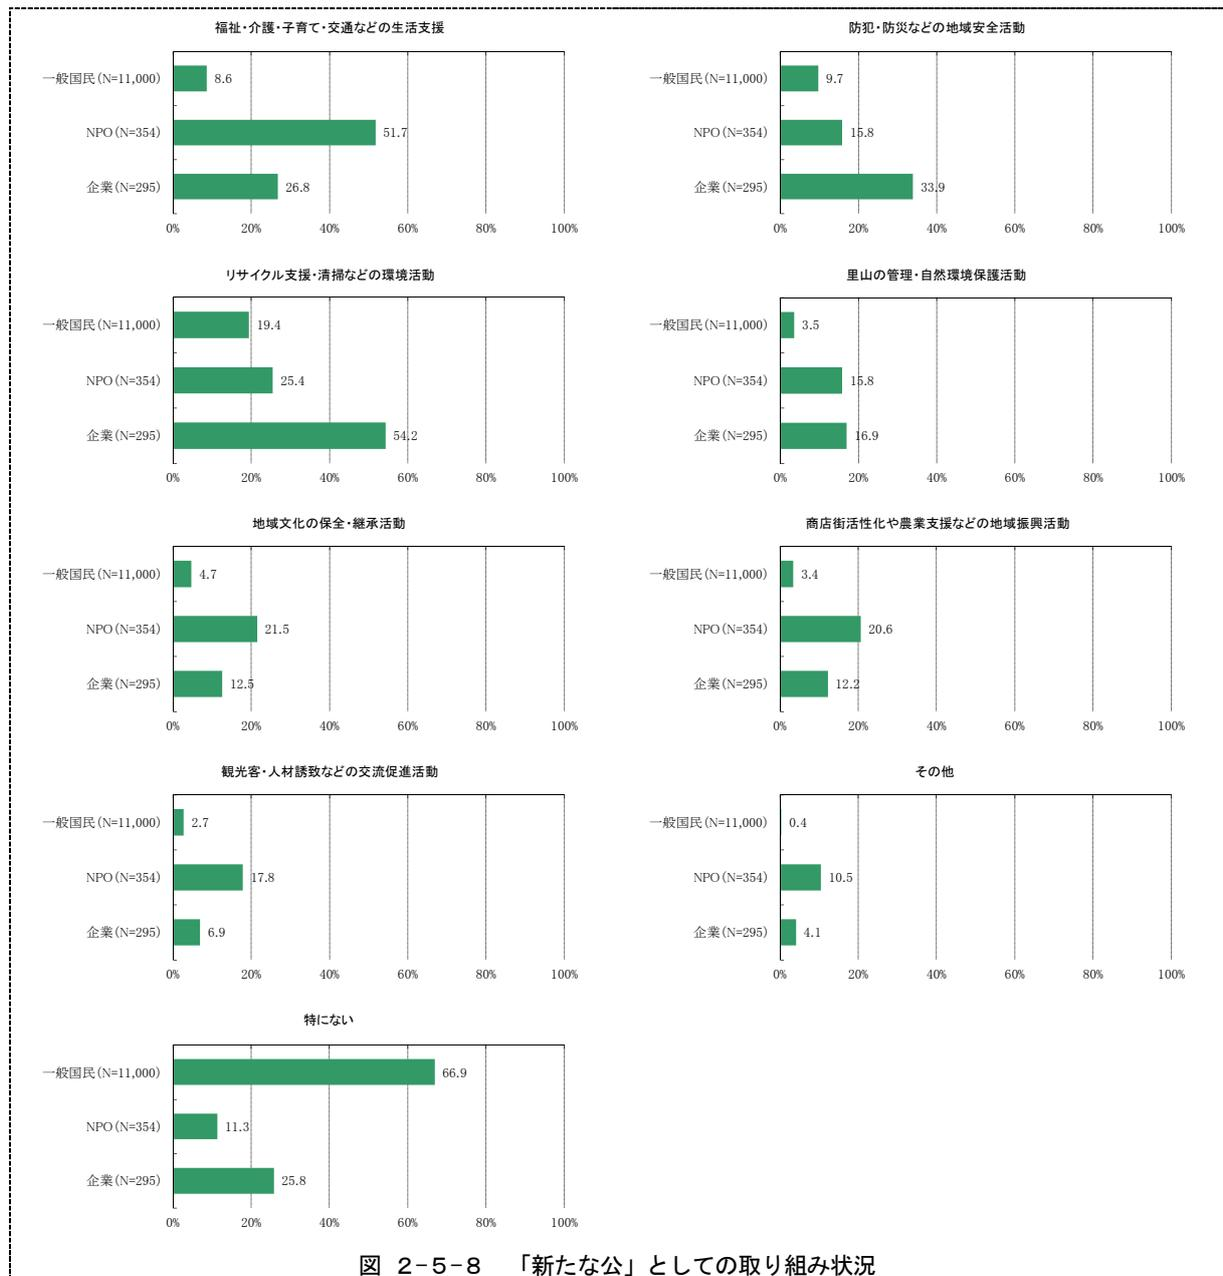 福祉・介護・子育て・交通などの生活支援
一般国民(N=11,000) 8.6
NPO(N=354) 51.7
企業(N=295) 26.8
0% 20% 40% 60% 80% 100%
防犯・防災などの地域安全活動
一般国民(N=11,000) 9.7
NPO(N=354) 15.8
企業(N=295) 33.9
0% 20% 40% 60% 80% 100%
リサイクル支援・清掃などの環境活動
一般国民(N=11,000) 19.4
NPO(N=354) 25.4
企業(N=295) 54.2
0% 20% 40% 60% 80% 100%
里山の管理・自然環境保護活動
一般国民(N=11,000) 3.5
NPO(N=354) 15.8
企業(N=295) 16.9
0% 20% 40% 60% 80% 100%
地域文化の保全・継承活動
一般国民(N=11,000) 4.7
NPO(N=354) 21.5
企業(N=295) 12.5
0% 20% 40% 60% 80% 100%
商店街活性化や農業支援などの地域振興活動
一般国民(N=11,000) 3.4
NPO(N=354) 20.6
企業(N=295) 12.2
0% 20% 40% 60% 80% 100%
観光客・人材誘致などの交流促進活動
一般国民(N=11,000) 2.7
NPO(N=354) 17.8
企業(N=295) 6.9
0% 20% 40% 60% 80% 100%
その他
一般国民(N=11,000) 0.4
NPO(N=354) 10.5
企業(N=295) 4.1
0% 20% 40% 60% 80% 100%
特にない
一般国民(N=11,000) 66.9
NPO(N=354) 11.3
企業(N=295) 25.8
0% 20% 40% 60% 80% 100%
図 2-5-8 「新たな公」としての取り組み状況